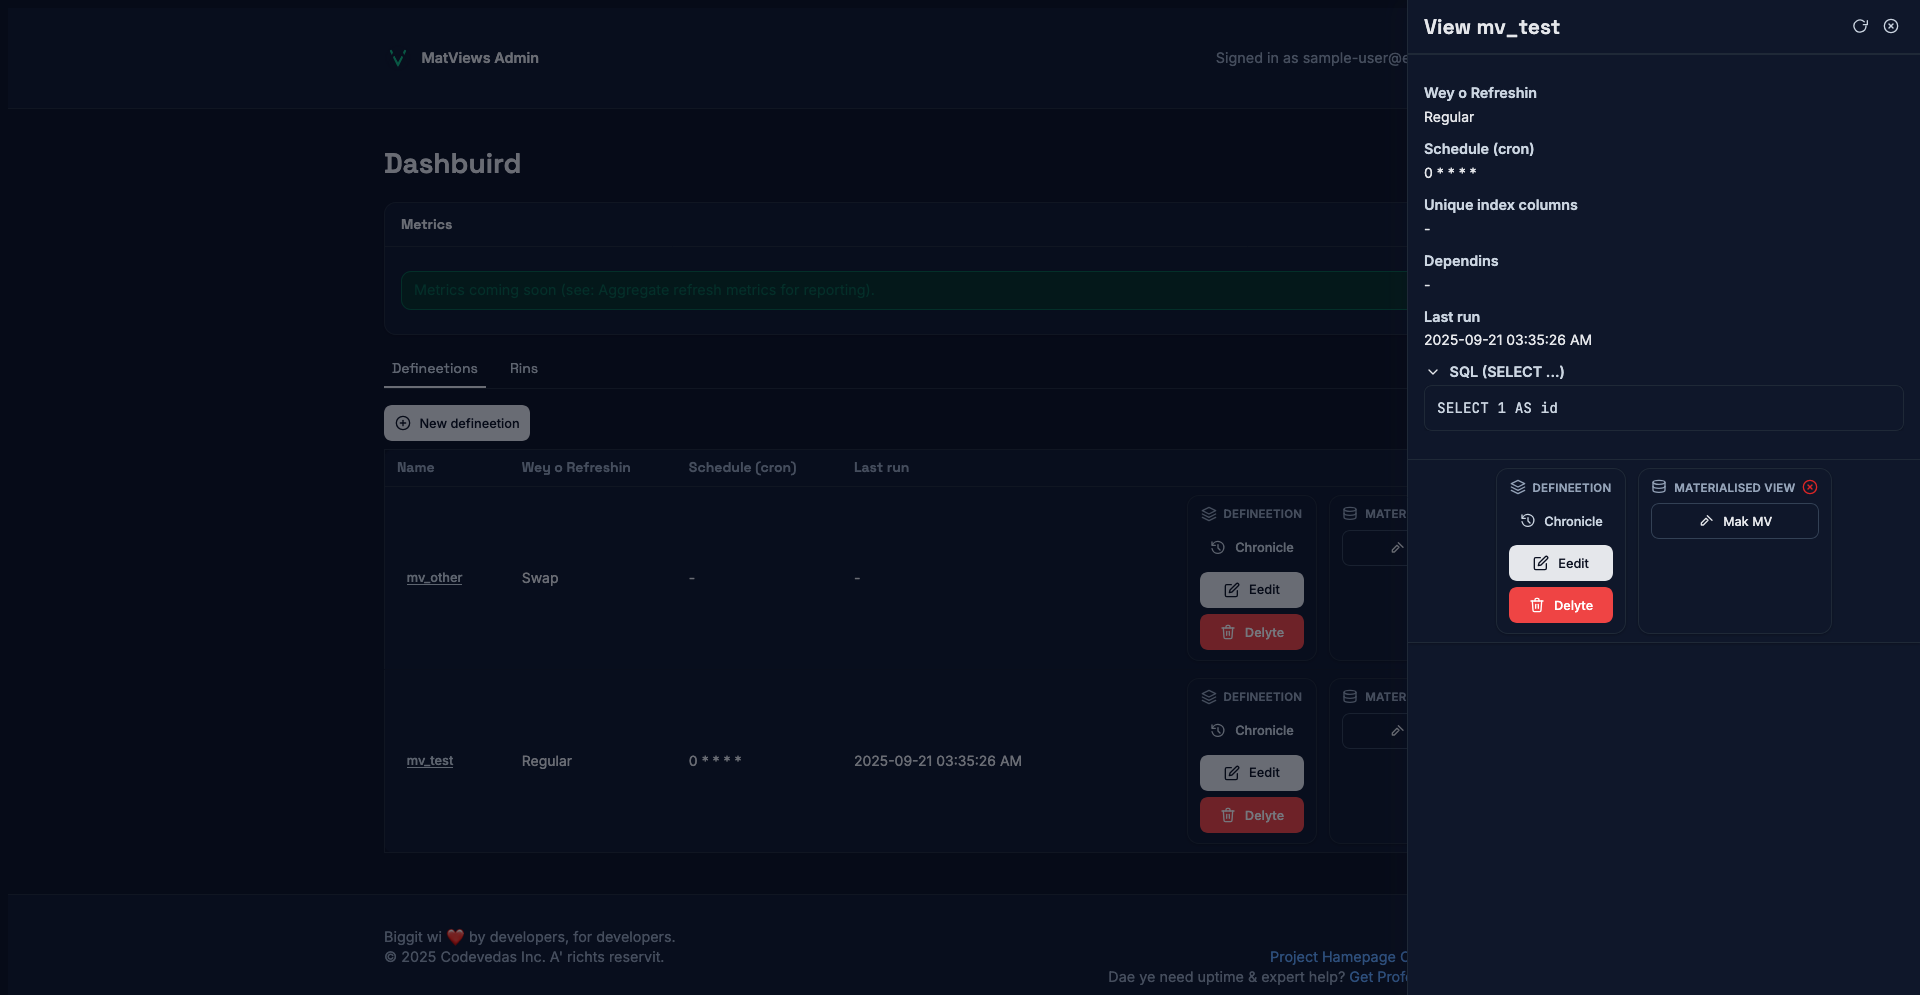 MatViews Admin
Signed in as sample-user@e
Dashbuird
Metrics
Metrics coming soon (see: Aggregate refresh metrics for reporting).
Defineetions Rins
New defineetion
Name Wey o Refreshin Schedule (cron) Last run
DEFINEETION MATER
Chronicle
mv_other Swap - -
Eedit
Delyte
DEFINEETION MATER
Chronicle
mv_test Regular 0 * * * * 2025-09-21 03:35:26 AM
Eedit
Delyte
Biggit wi ❤️ by developers, for developers.
© 2025 Codevedas Inc. A' richts reservit.
Project Hamepage
Dae ye need uptime & expert help? Get Prof
View mv_test
Wey o Refreshin
Regular
Schedule (cron)
0 * * * *
Unique index columns
-
Dependins
-
Last run
2025-09-21 03:35:26 AM
SQL (SELECT ...)
SELECT 1 AS id
DEFINEETION
Chronicle
Eedit
Delyte
MATERIALISED VIEW
Mak MV